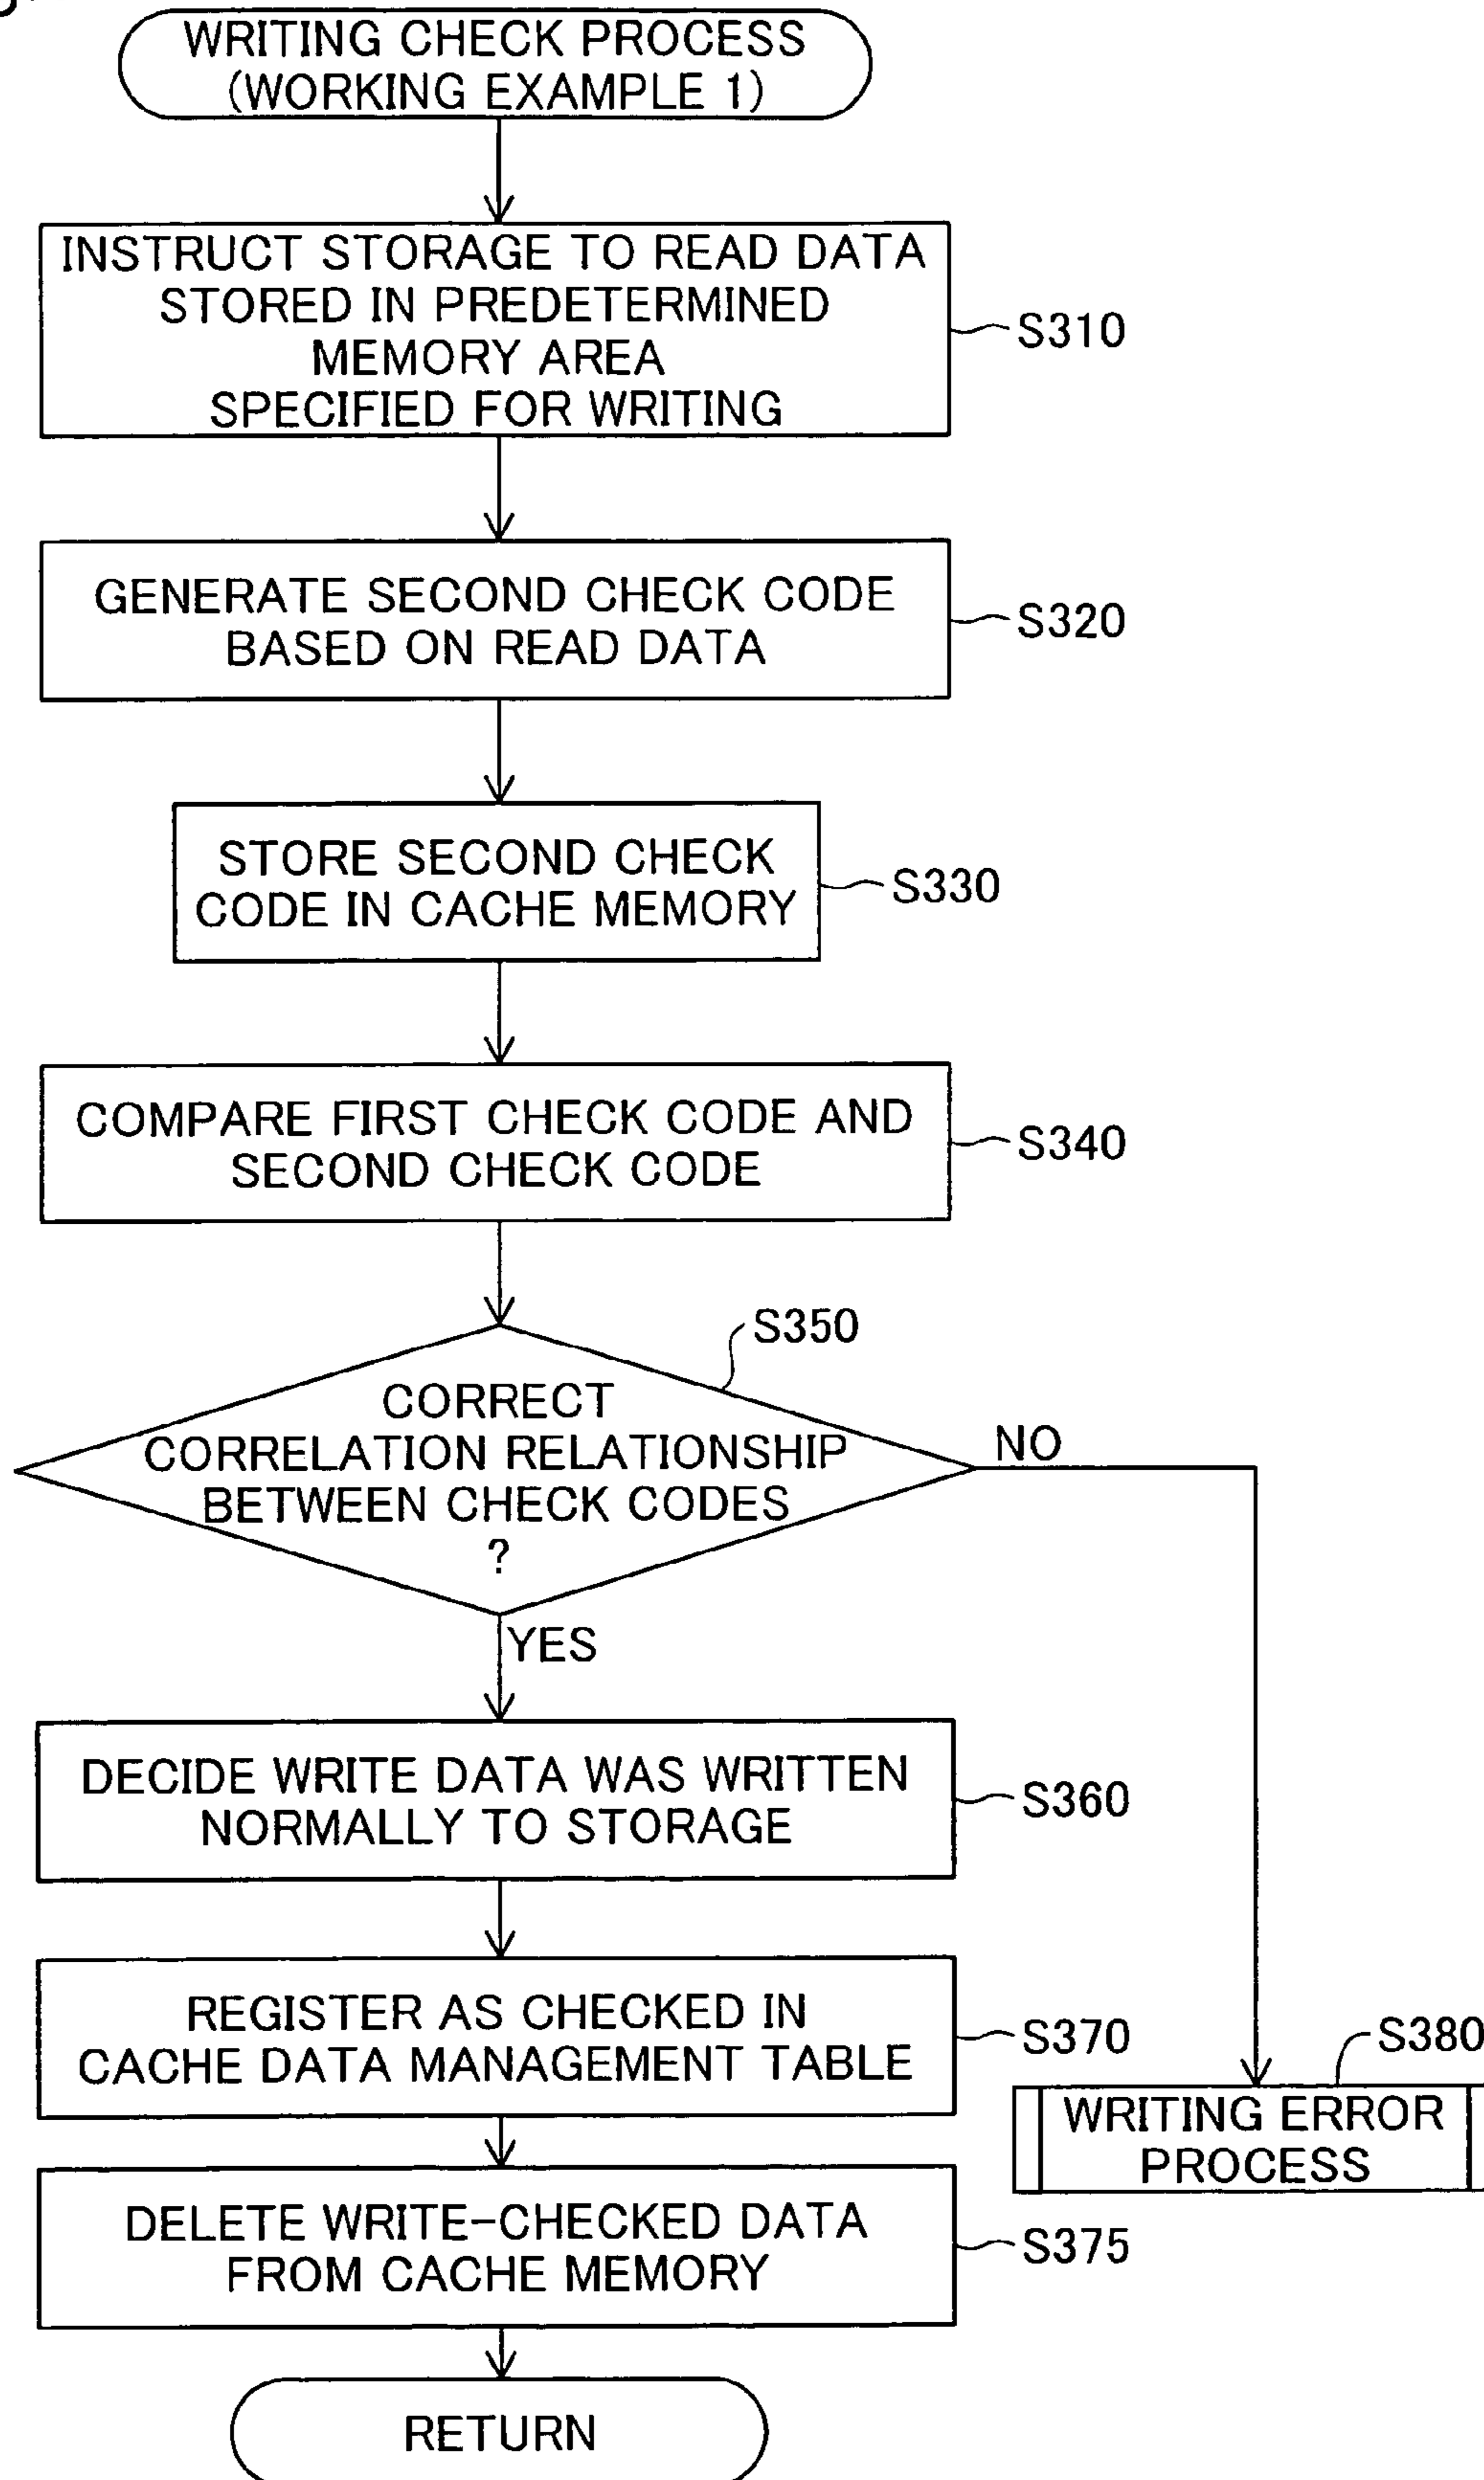 WRITING CHECK PROCESS
(WORKING EXAMPLE 1)
INSTRUCT STORAGE TO READ DATA
STORED IN PREDETERMINED
MEMORY AREA
SPECIFIED FOR WRITING
S310
GENERATE SECOND CHECK CODE
BASED ON READ DATA
S320
STORE SECOND CHECK
CODE IN CACHE MEMORY
S330
COMPARE FIRST CHECK CODE AND
SECOND CHECK CODE
S340
S350
CORRECT
CORRELATION RELATIONSHIP
BETWEEN CHECK CODES
?
NO
YES
DECIDE WRITE DATA WAS WRITTEN
NORMALLY TO STORAGE
S360
REGISTER AS CHECKED IN
CACHE DATA MANAGEMENT TABLE
S370
S380
WRITING ERROR
PROCESS
DELETE WRITE-CHECKED DATA
FROM CACHE MEMORY
S375
RETURN